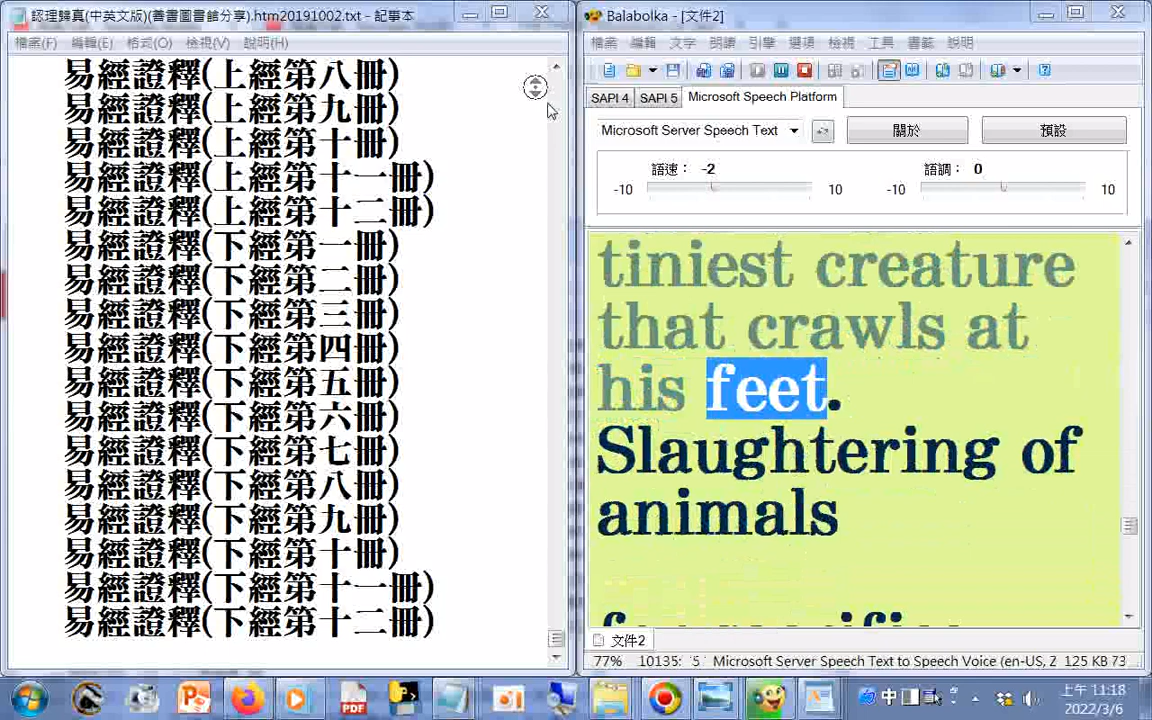 認理歸真(中英文版)(善書圖書館分享).htm20191002.txt - 記事本
檔案(F) 編輯(E) 格式(O) 檢視(V) 說明(H)
易經證釋(上經第八冊)
易經證釋(上經第九冊)
易經證釋(上經第十冊)
易經證釋(上經第十一冊)
易經證釋(上經第十二冊)
易經證釋(下經第一冊)
易經證釋(下經第二冊)
易經證釋(下經第三冊)
易經證釋(下經第四冊)
易經證釋(下經第五冊)
易經證釋(下經第六冊)
易經證釋(下經第七冊)
易經證釋(下經第八冊)
易經證釋(下經第九冊)
易經證釋(下經第十冊)
易經證釋(下經第十一冊)
易經證釋(下經第十二冊)
Balabolka - [文件2]
檔案 編輯 文字 朗讀 引擎 選項 檢視 工具 書籤 說明
SAPI 4 SAPI 5 Microsoft Speech Platform
Microsoft Server Speech Text 關於 預設
語速： -2 語調： 0
-10 10 -10 10
tiniest creature
that crawls at
his feet.
Slaughtering of
animals
文件2
77% 10135: 5 Microsoft Server Speech Text to Speech Voice (en-US, Z 125 KB 73
中 上午 11:18
2022/3/6